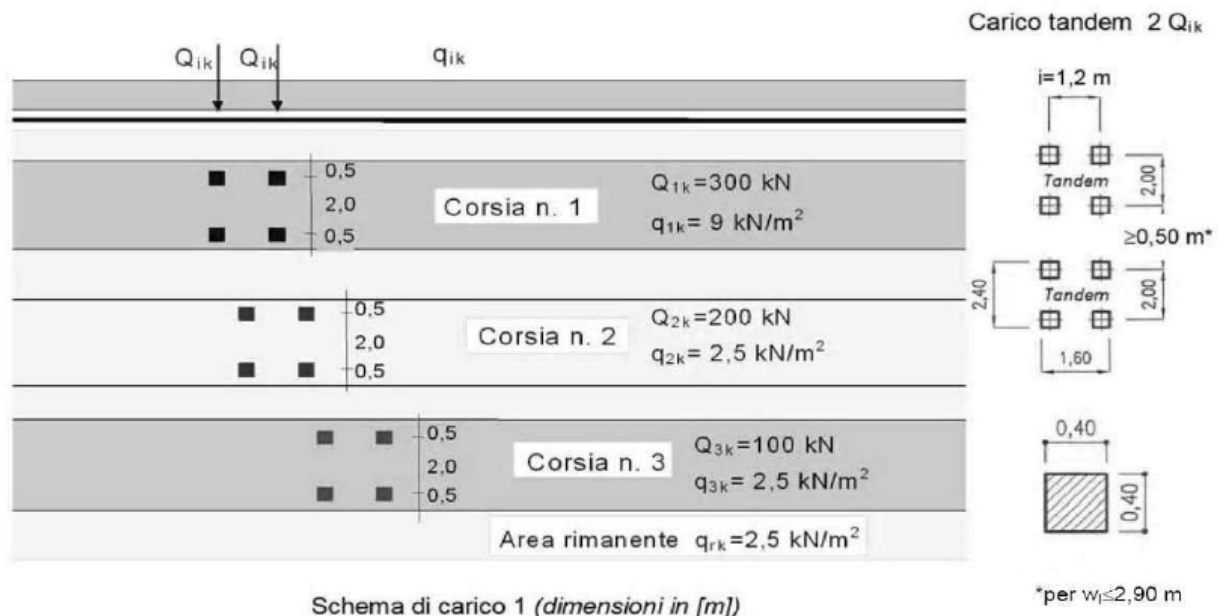 Carico tandem 2 Qik
Qik Qik qik
i=1,2 m
0,5
2,0
0,5
Corsia n. 1
Q1k=300 kN
q1k= 9 kN/m²
Tandem
2,00
≥0,50 m*
0,5
2,0
0,5
Corsia n. 2
Q2k=200 kN
q2k= 2,5 kN/m²
2,40
Tandem
2,00
1,60
0,5
2,0
0,5
Corsia n. 3
Q3k=100 kN
q3k= 2,5 kN/m²
0,40
0,40
Area rimanente qrk=2,5 kN/m²
Schema di carico 1 (dimensioni in [m])
*per wl≤2,90 m